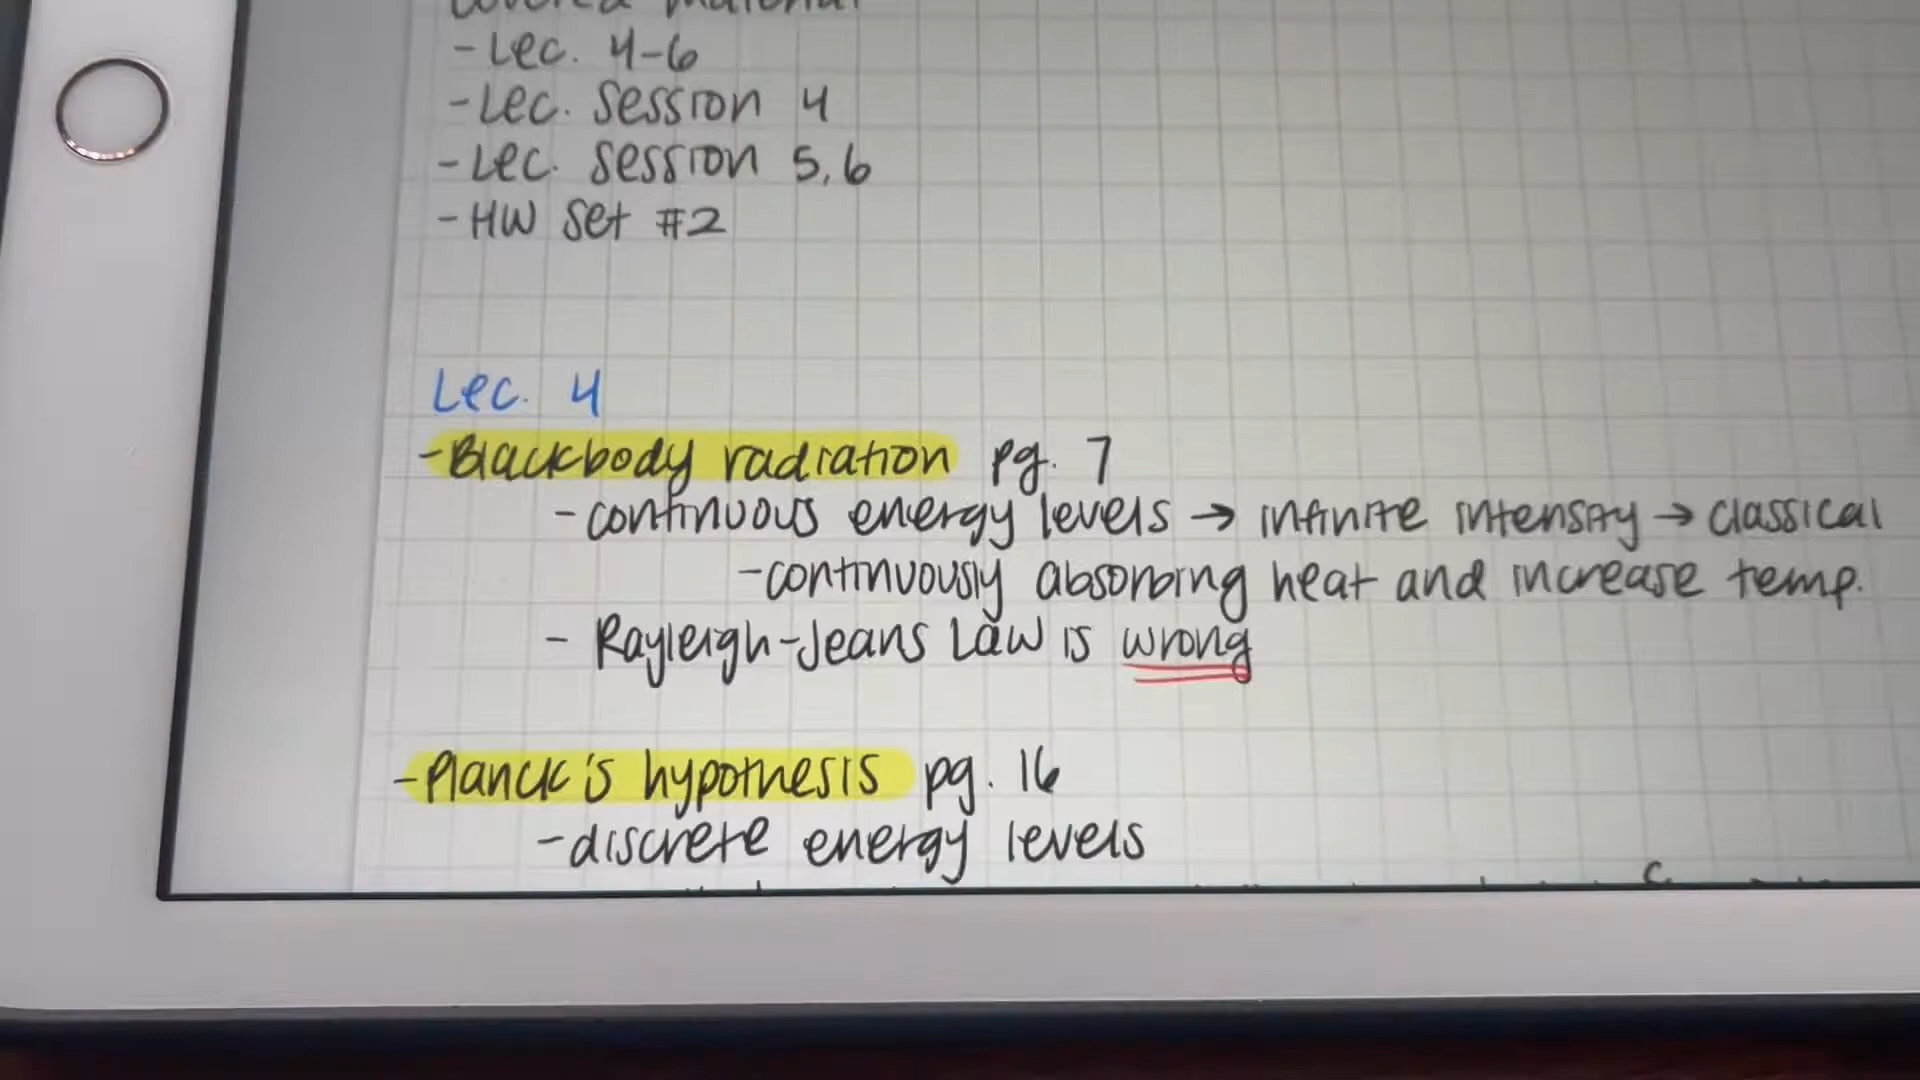 covered material
- Lec. 4-6
- Lec. Session 4
- Lec. Session 5,6
- HW Set #2
Lec. 4
- Blackbody radiation pg. 7
- continuous energy levels → infinite intensity → classical
- continuously absorbing heat and increase temp.
- Rayleigh-Jeans Law is wrong
- Planck's hypothesis pg. 16
- discrete energy levels